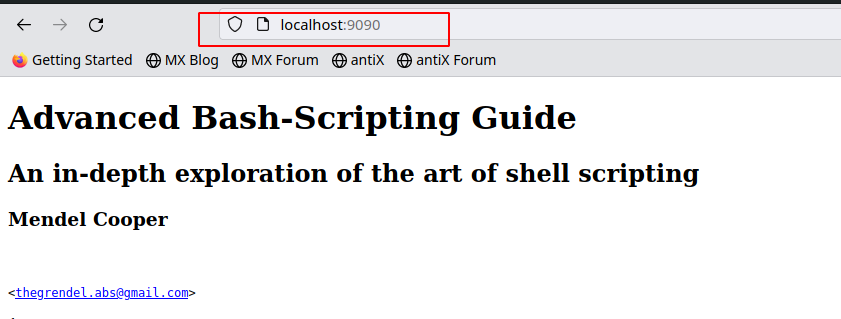 localhost:9090
Getting Started MX Blog MX Forum antiX antiX Forum
Advanced Bash-Scripting Guide
An in-depth exploration of the art of shell scripting
Mendel Cooper
<thegrendel.abs@gmail.com>